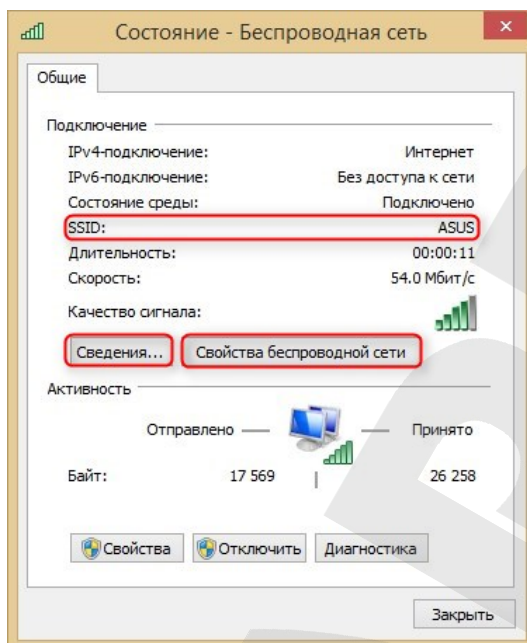 Состояние - Беспроводная сеть
Общие
Подключение
IPv4-подключение: Интернет
IPv6-подключение: Без доступа к сети
Состояние среды: Подключено
SSID: ASUS
Длительность: 00:00:11
Скорость: 54.0 Мбит/с
Качество сигнала:
Сведения... Свойства беспроводной сети
Активность
Отправлено Принято
Байт: 17 569 26 258
Свойства Отключить Диагностика
Закрыть